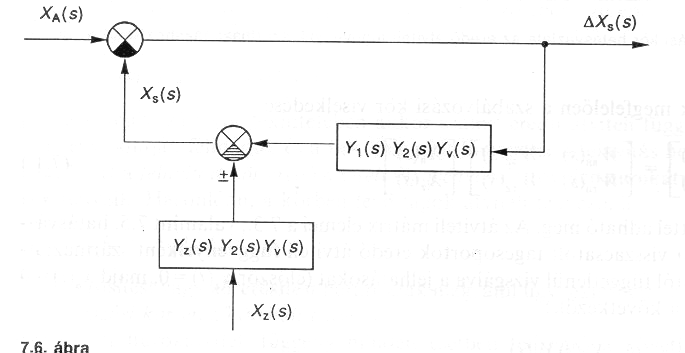 X_A(s)
ΔX_s(s)
X_s(s)
Y_1(s) Y_2(s) Y_v(s)
±
Y_z(s) Y_2(s) Y_v(s)
X_z(s)
7.6. ábra